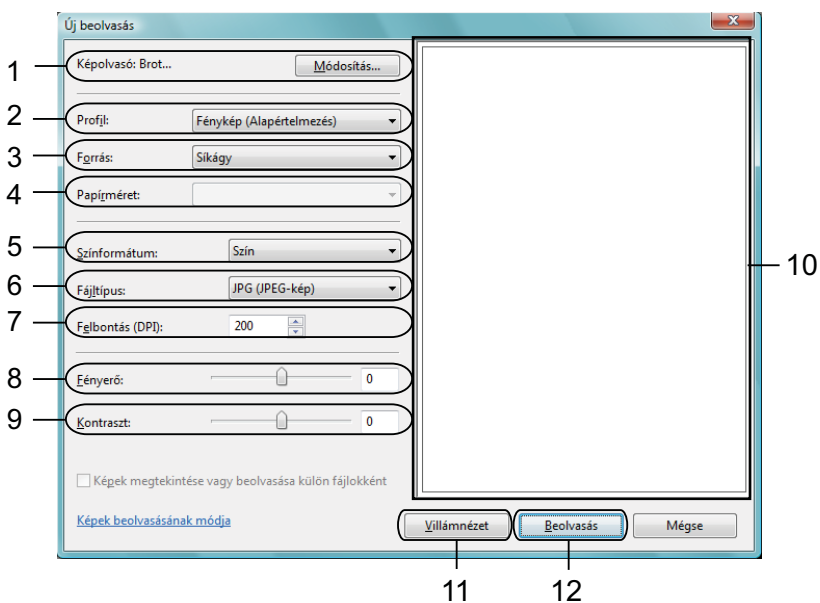 Új beolvasás
1 Képolvasó: Brot... Módosítás...
2 Profil: Fénykép (Alapértelmezés)
3 Forrás: Síkágy
4 Papírméret:
5 Színformátum: Szín
6 Fájltípus: JPG (JPEG-kép)
7 Felbontás (DPI): 200
8 Fényerő: 0
9 Kontraszt: 0
10
Képek megtekintése vagy beolvasása külön fájlokként
Képek beolvasásának módja
Villámnézet Beolvasás Mégse
11 12